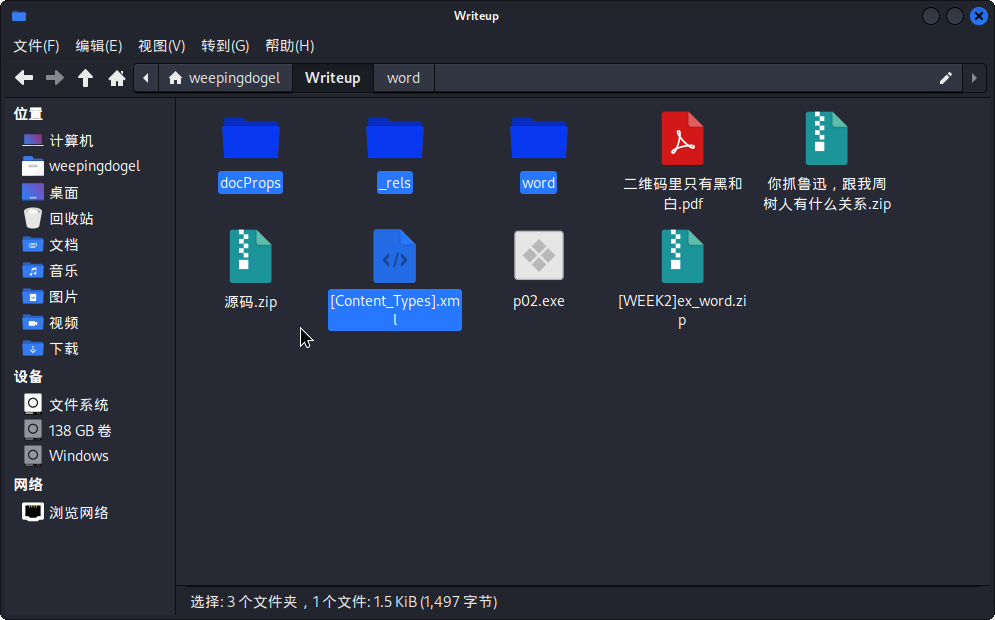 Writeup
文件(F) 编辑(E) 视图(V) 转到(G) 帮助(H)
weepingdogel Writeup word
位置
计算机
weepingdogel
桌面
回收站
文档
音乐
图片
视频
下载
设备
文件系统
138 GB 卷
Windows
网络
浏览网络
docProps
_rels
word
二维码里只有黑和
白.pdf
你抓鲁迅，跟我周
树人有什么关系.zip
源码.zip
[Content_Types].xm
l
p02.exe
[WEEK2]ex_word.zi
p
选择: 3 个文件夹，1 个文件: 1.5 KiB (1,497 字节)